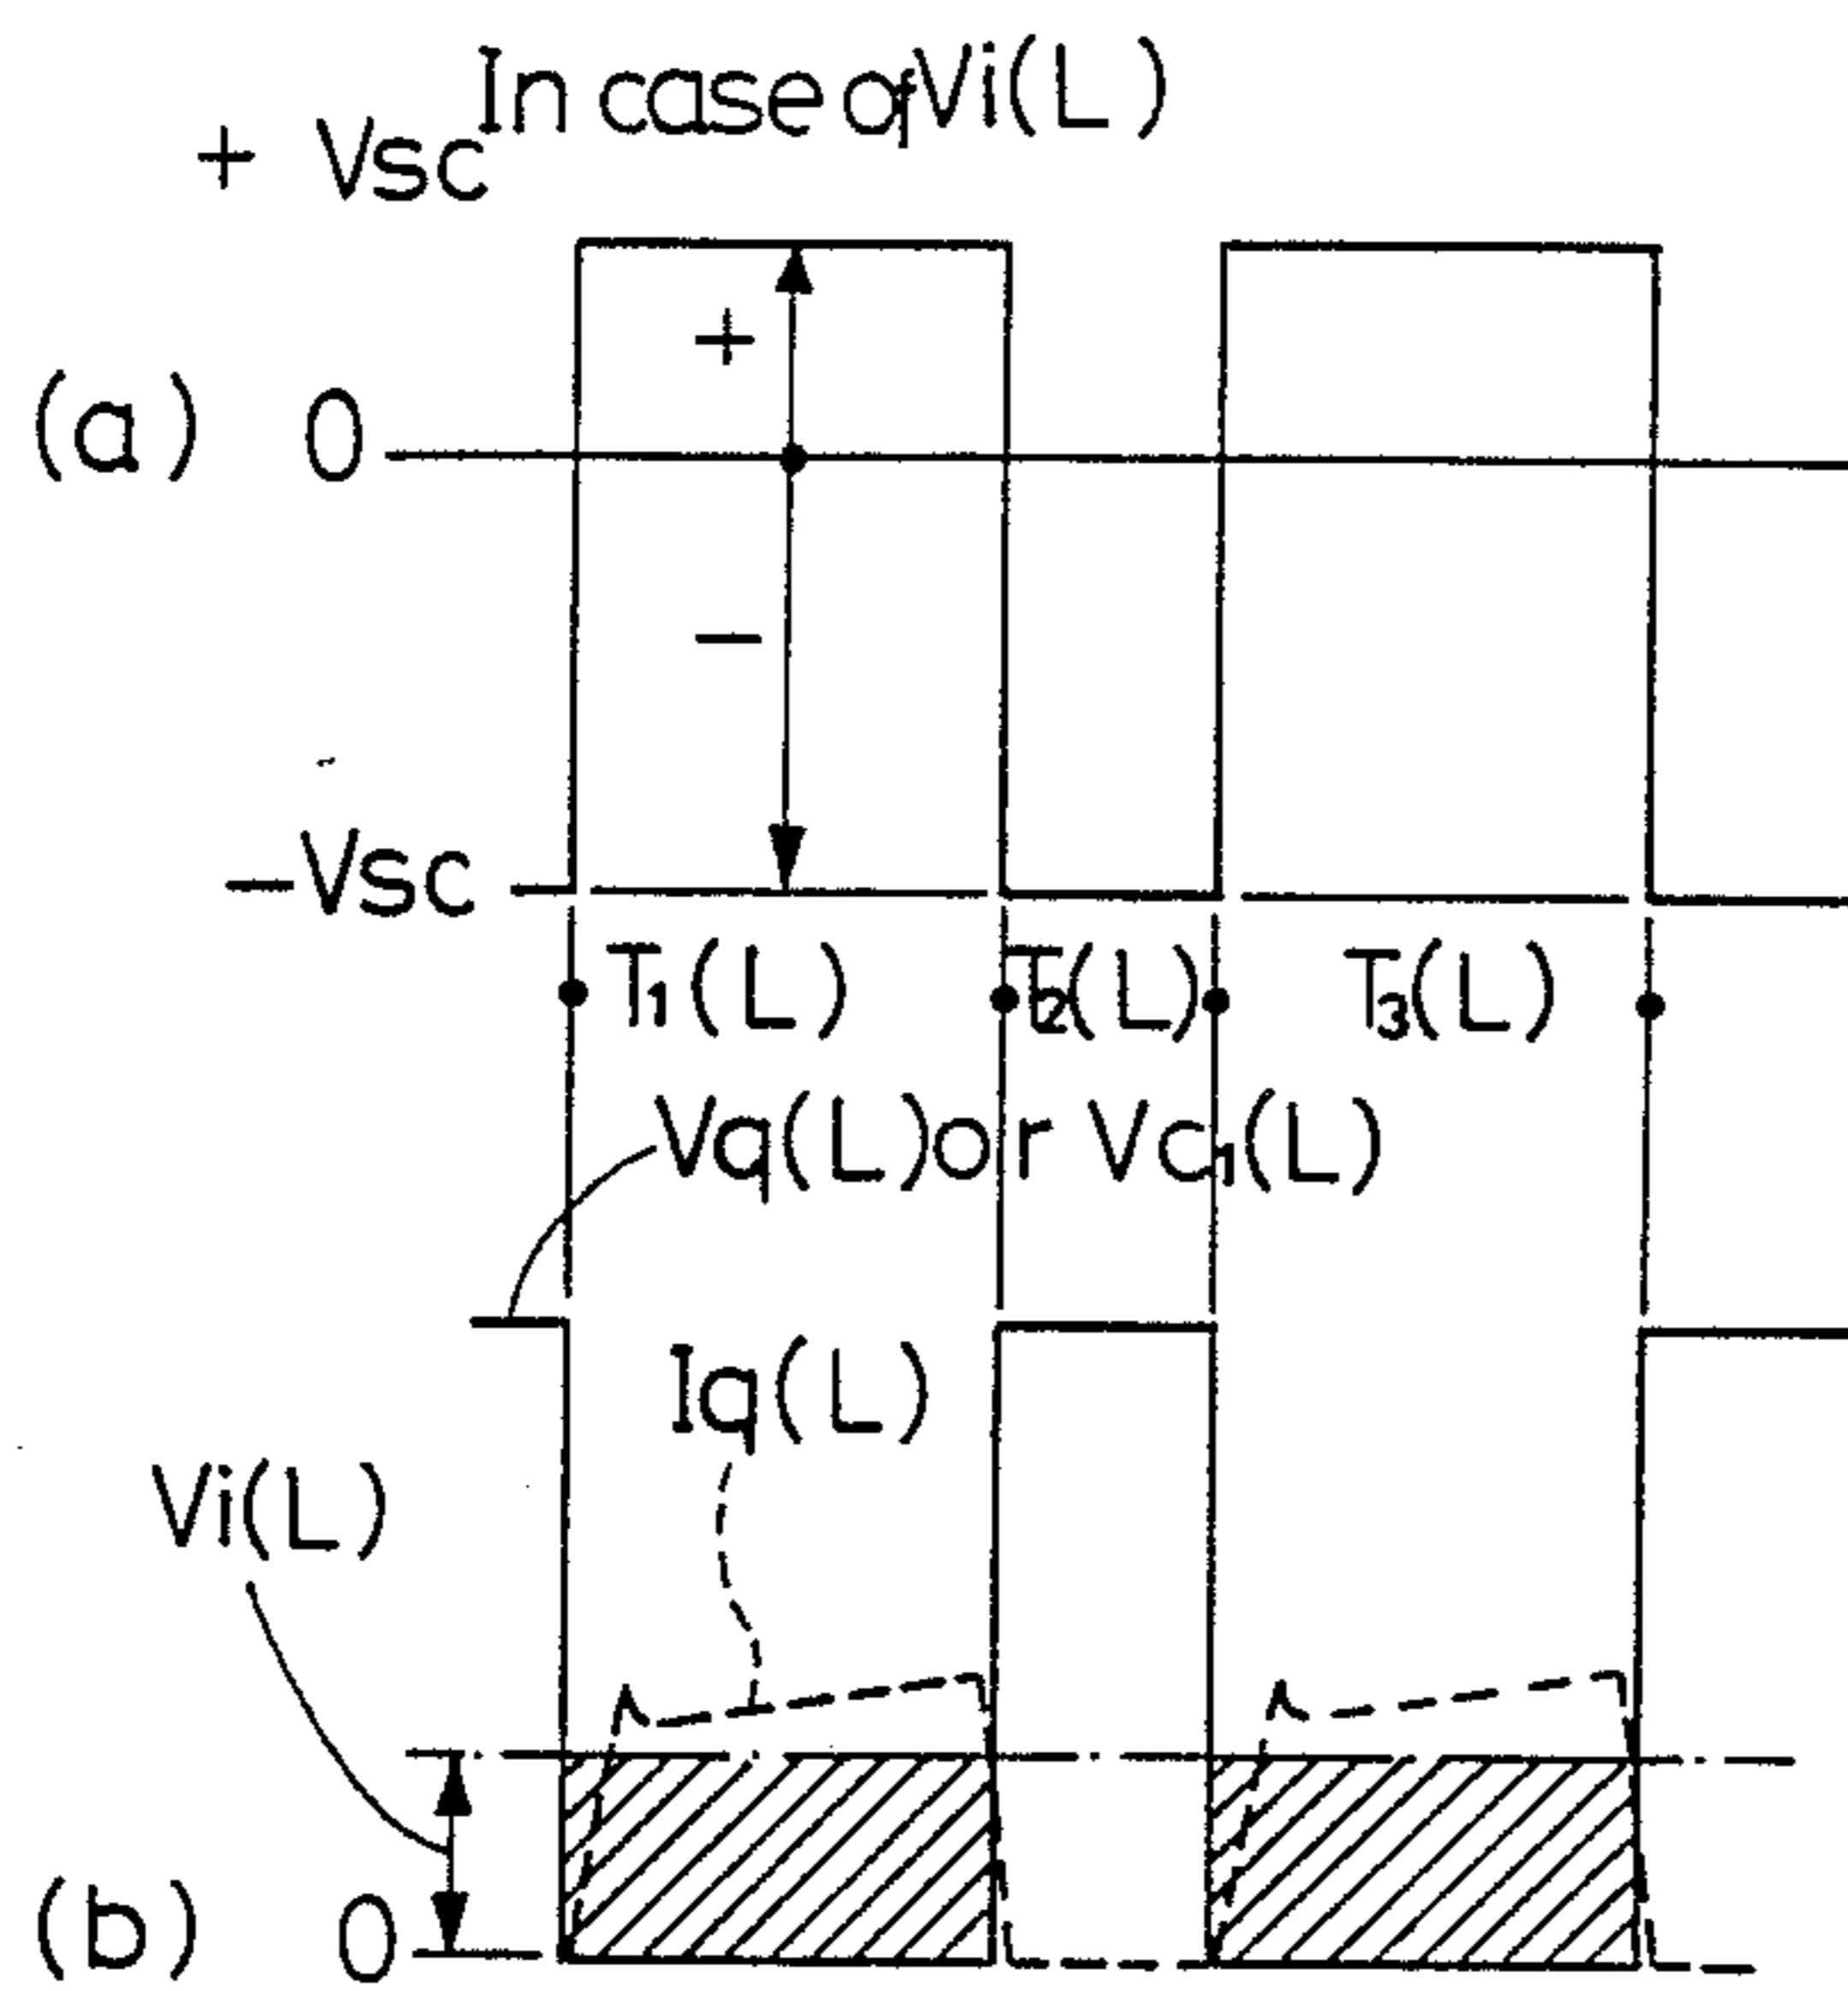 In case of Vi(L)
+ Vsc
(a) 0
-Vsc
T1(L) T2(L) T3(L)
Vq(L) or Vc1(L)
Iq(L)
Vi(L)
(b) 0
+
-